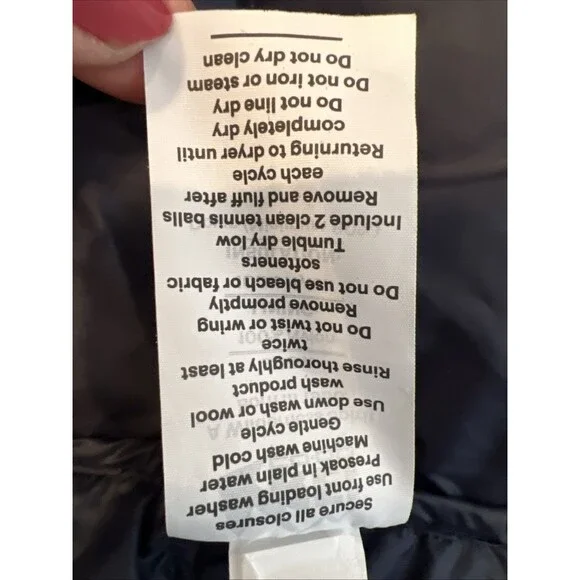 Secure all closures
Use front loading washer
Presoak in plain water
Machine wash cold
Gentle cycle
Use down wash or wool
wash product
Rinse thoroughly at least
twice
Do not twist or wring
Remove promptly
Do not use bleach or fabric
softeners
Tumble dry low
Include 2 clean tennis balls
Remove and fluff after
each cycle
Returning to dryer until
completely dry
Do not line dry
Do not iron or steam
Do not dry clean